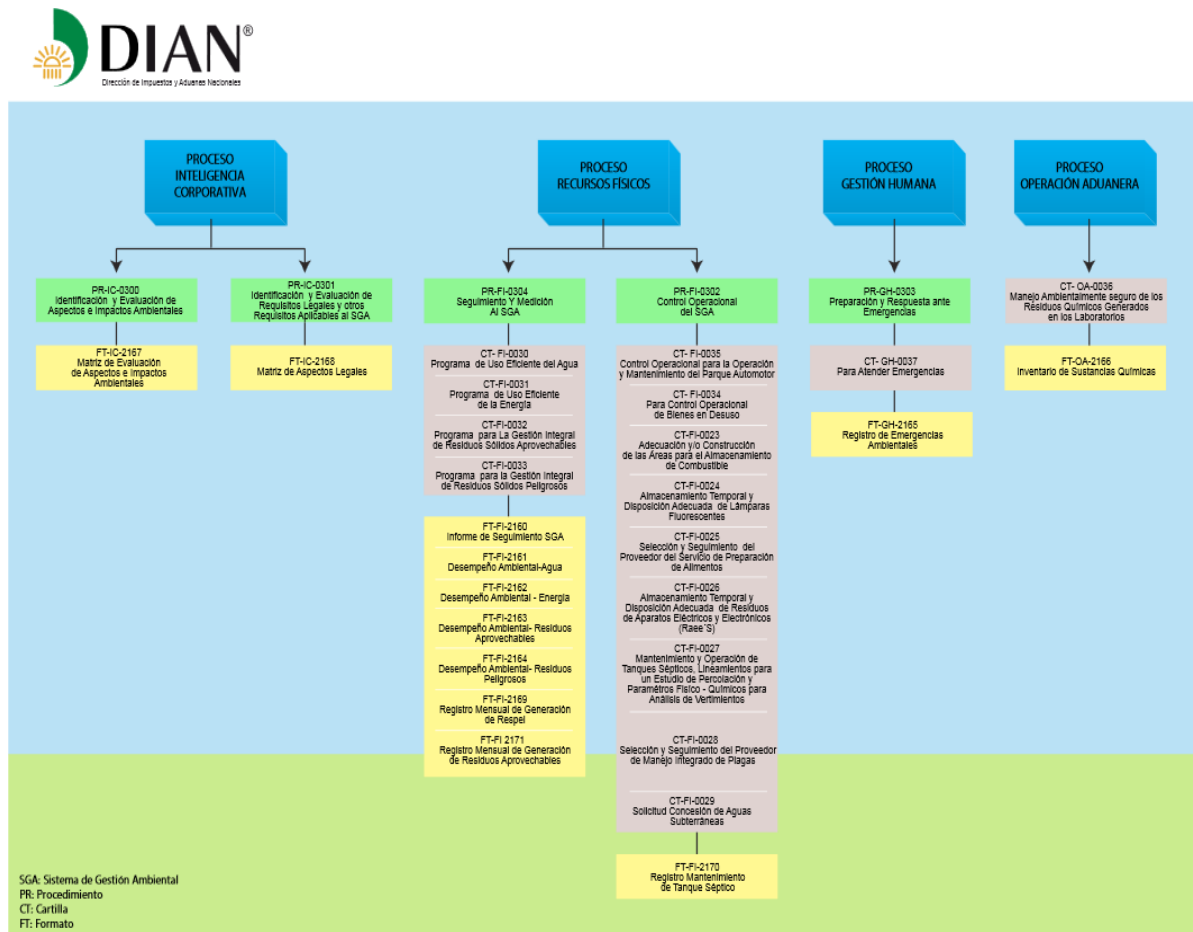 DIAN®
Dirección de Impuestos y Aduanas Nacionales
PROCESO
INTELIGENCIA
CORPORATIVA
PR-IC-0300
Identificación y Evaluación de
Aspectos e Impactos Ambientales
FT-IC-2167
Matriz de Evaluación
de Aspectos e Impactos
Ambientales
PR-IC-0301
Identificación y Evaluación de
Requisitos Legales y otros
Requisitos Aplicables al SGA
FT-IC-2168
Matriz de Aspectos Legales
PROCESO
RECURSOS FÍSICOS
PR-FI-0304
Seguimiento Y Medición
Al SGA
CT- FI-0030
Programa de Uso Eficiente del Agua
CT-FI-0031
Programa de Uso Eficiente
de la Energía
CT-FI-0032
Programa para La Gestión Integral
de Residuos Sólidos Aprovechables
CT-FI-0033
Programa para la Gestión Integral
de Residuos Sólidos Peligrosos
FT-FI-2160
Informe de Seguimiento SGA
FT-FI-2161
Desempeño Ambiental-Agua
FT-FI-2162
Desempeño Ambiental - Energía
FT-FI-2163
Desempeño Ambiental- Residuos
Aprovechables
FT-FI-2164
Desempeño Ambiental- Residuos
Peligrosos
FT-FI-2169
Registro Mensual de Generación
de Respel
FT-FI 2171
Registro Mensual de Generación
de Residuos Aprovechables
PR-FI-0302
Control Operacional
del SGA
CT- FI-0035
Control Operacional para la Operación
y Mantenimiento del Parque Automotor
CT- FI-0034
Para Control Operacional
de Bienes en Desuso
CT-FI-0023
Adecuación y/o Construcción
de las Áreas para el Almacenamiento
de Combustible
CT-FI-0024
Almacenamiento Temporal y
Disposición Adecuada de Lámparas
Fluorescentes
CT-FI-0025
Selección y Seguimiento del
Proveedor del Servicio de Preparación
de Alimentos
CT-FI-0026
Almacenamiento Temporal y
Disposición Adecuada de Residuos
de Aparatos Eléctricos y Electrónicos
(Raee´S)
CT-FI-0027
Mantenimiento y Operación de
Tanques Sépticos, Lineamientos para
un Estudio de Percolación y
Paramétros Físico - Químicos para
Análisis de Vertimientos
CT-FI-0028
Selección y Seguimiento del Proveedor
de Manejo Integrado de Plagas
CT-FI-0029
Solicitud Concesión de Aguas
Subterráneas
FT-FI-2170
Registro Mantenimiento
de Tanque Séptico
PROCESO
GESTIÓN HUMANA
PR-GH-0303
Preparación y Respuesta ante
Emergencias
CT- GH-0037
Para Atender Emergencias
FT-GH-2165
Registro de Emergencias
Ambientales
PROCESO
OPERACIÓN ADUANERA
CT- OA-0036
Manejo Ambientalmente seguro de los
Residuos Químicos Generados
en los Laboratorios
FT-OA-2166
Inventario de Sustancias Químicas
SGA: Sistema de Gestión Ambiental
PR: Procedimiento
CT: Cartilla
FT: Formato